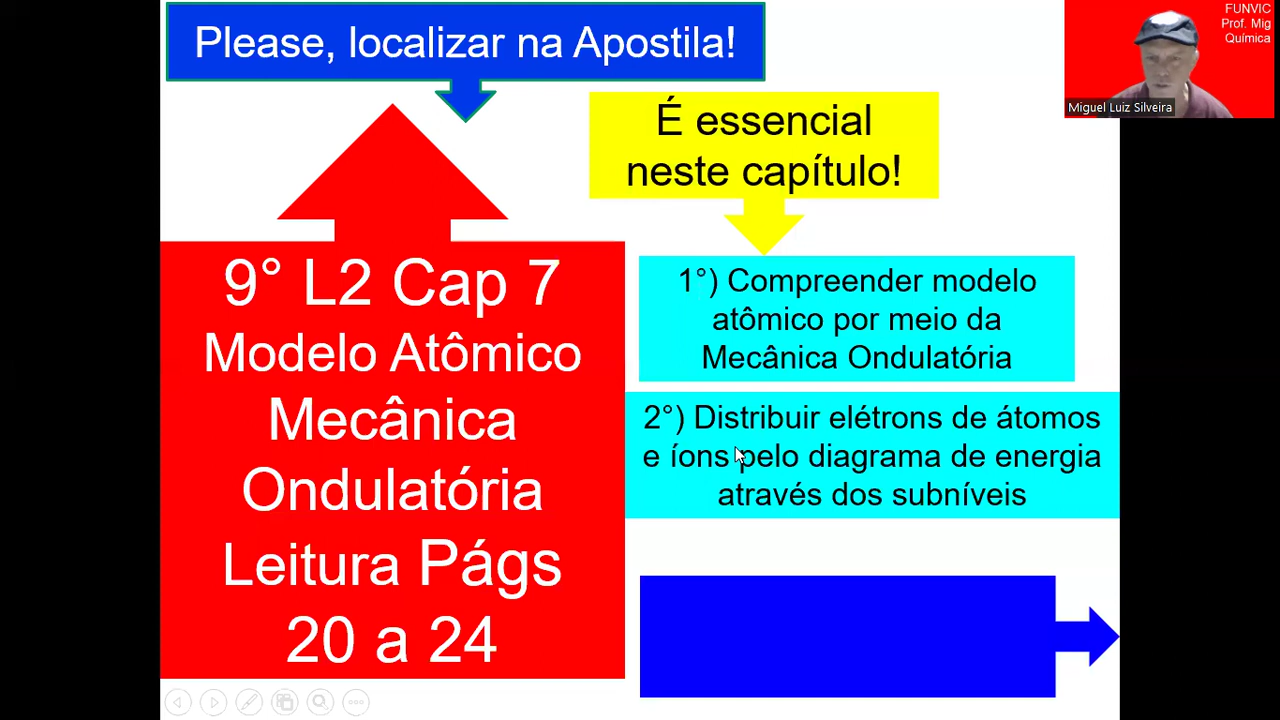 Please, localizar na Apostila!
FUNVIC
Prof. Mig
Química
Miguel Luiz Silveira
É essencial
neste capítulo!
9° L2 Cap 7
Modelo Atômico
Mecânica
Ondulatória
Leitura Págs
20 a 24
1°) Compreender modelo
atômico por meio da
Mecânica Ondulatória
2°) Distribuir elétrons de átomos
e íons pelo diagrama de energia
através dos subníveis